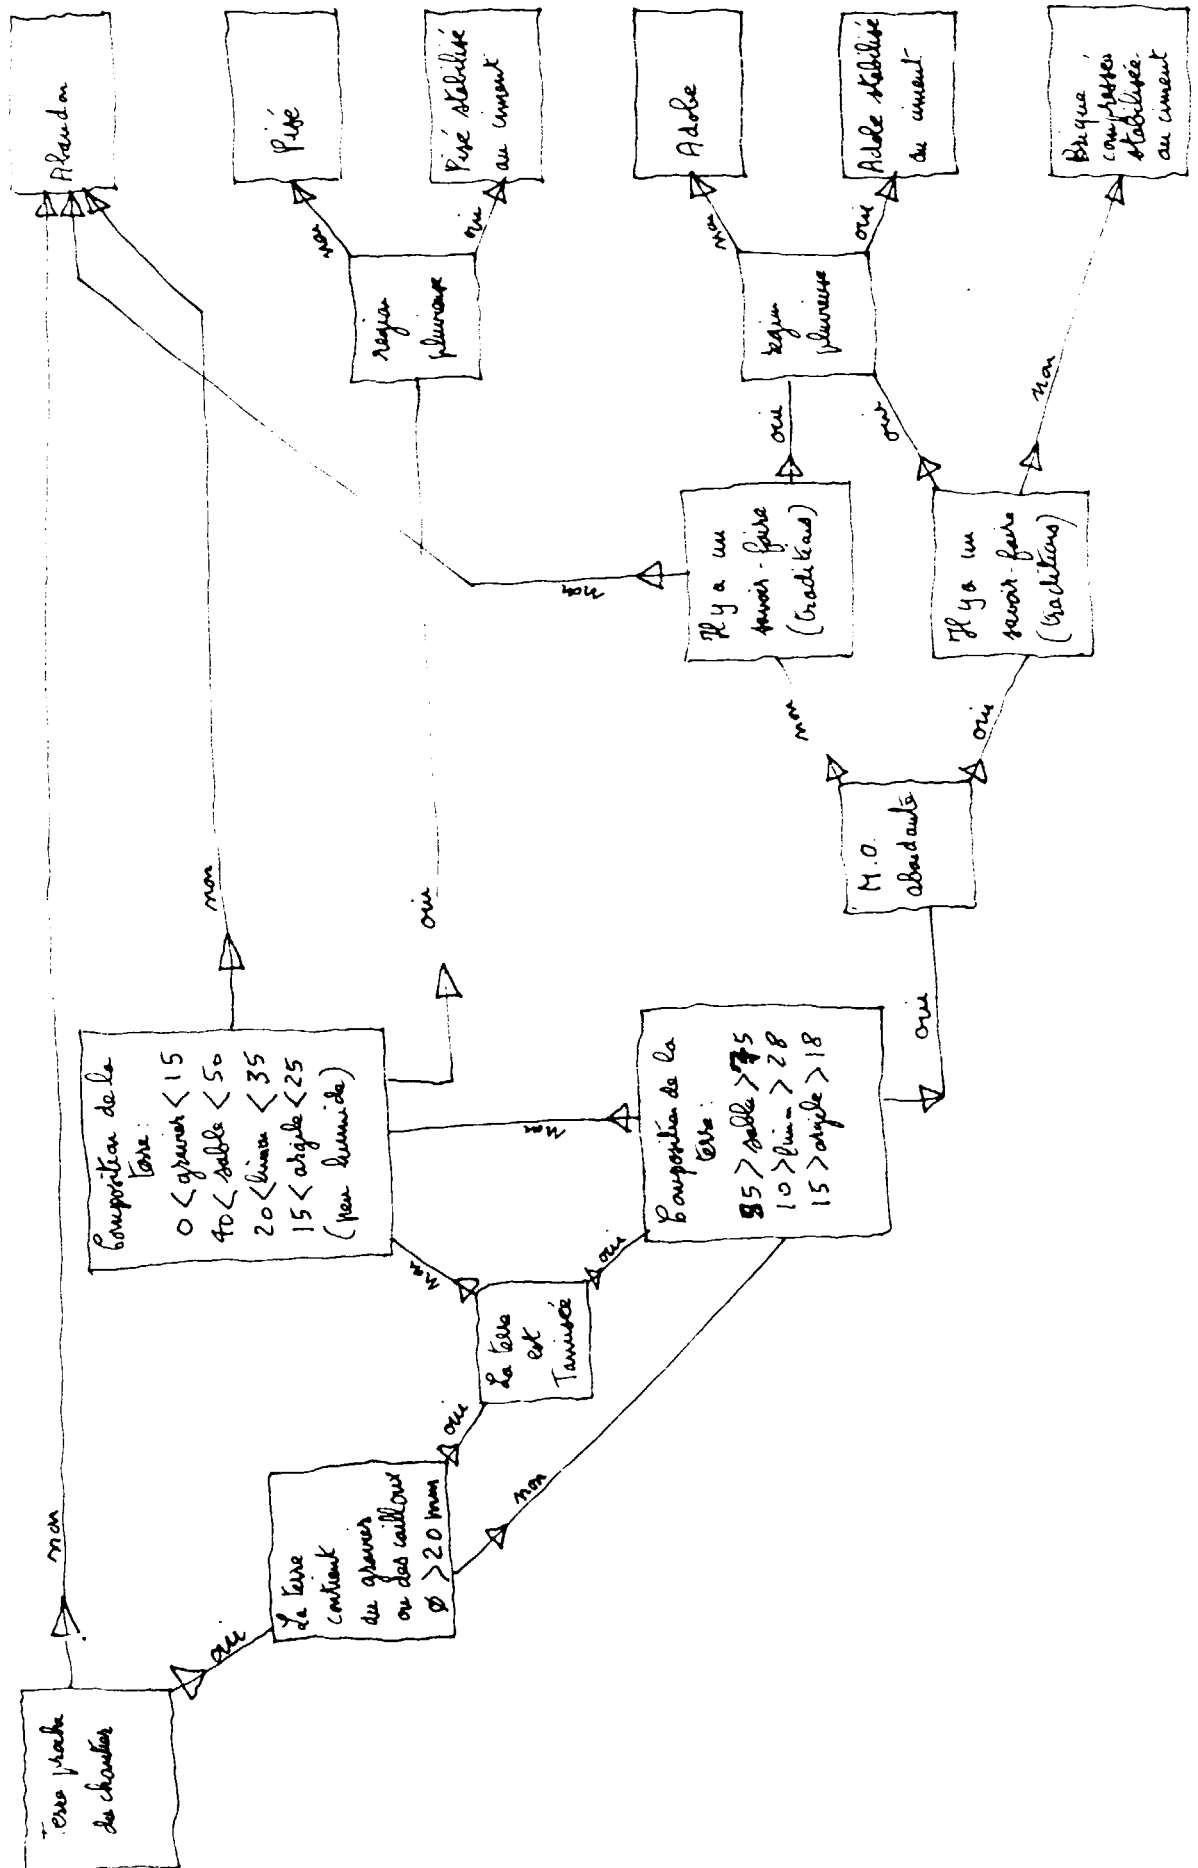 Terre proche
du chantier
non
oui
La terre
contient
du graviers
ou des cailloux
Ø > 20 mm
oui
non
La terre
est
Tamisée
non
oui
Composition de la
terre:
0 < graviers < 15
40 < sable < 50
20 < limon < 35
15 < argile < 25
(peu humide)
non
oui
non
Composition de la
terre:
> sable >
10 > limon > 28
15 > argile > 18
oui
M.O.
abondante
non
oui
Il y a un
savoir-faire
(traditions)
non
oui
Il y a un
savoir-faire
(traditions)
oui
non
région
pluvieuse
non
oui
région
pluvieuse
non
oui
Abandon
Pisé
Pisé stabilisé
au ciment
Adobe
Adobe stabilisé
au ciment
Brique
compressée
stabilisée
au ciment